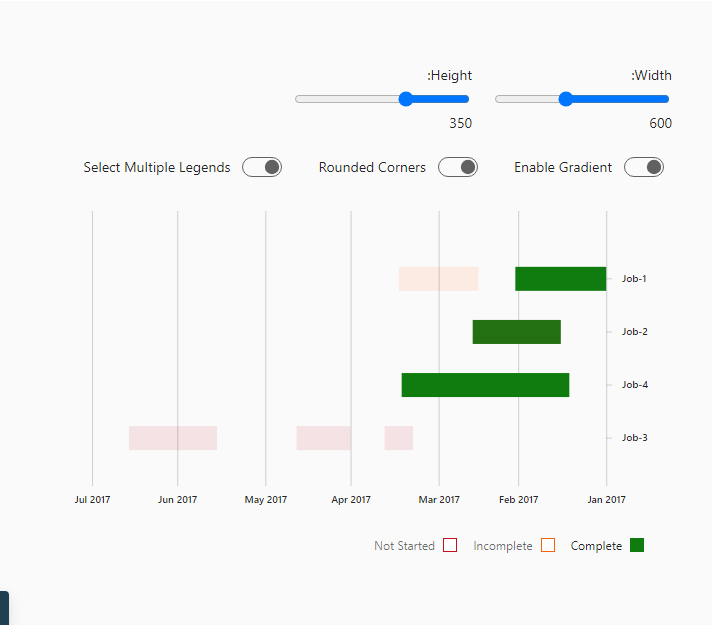 :Height
:Width
350
600
Select Multiple Legends
Rounded Corners
Enable Gradient
Job-1
Job-2
Job-4
Job-3
Jul 2017
Jun 2017
May 2017
Apr 2017
Mar 2017
Feb 2017
Jan 2017
Not Started
Incomplete
Complete